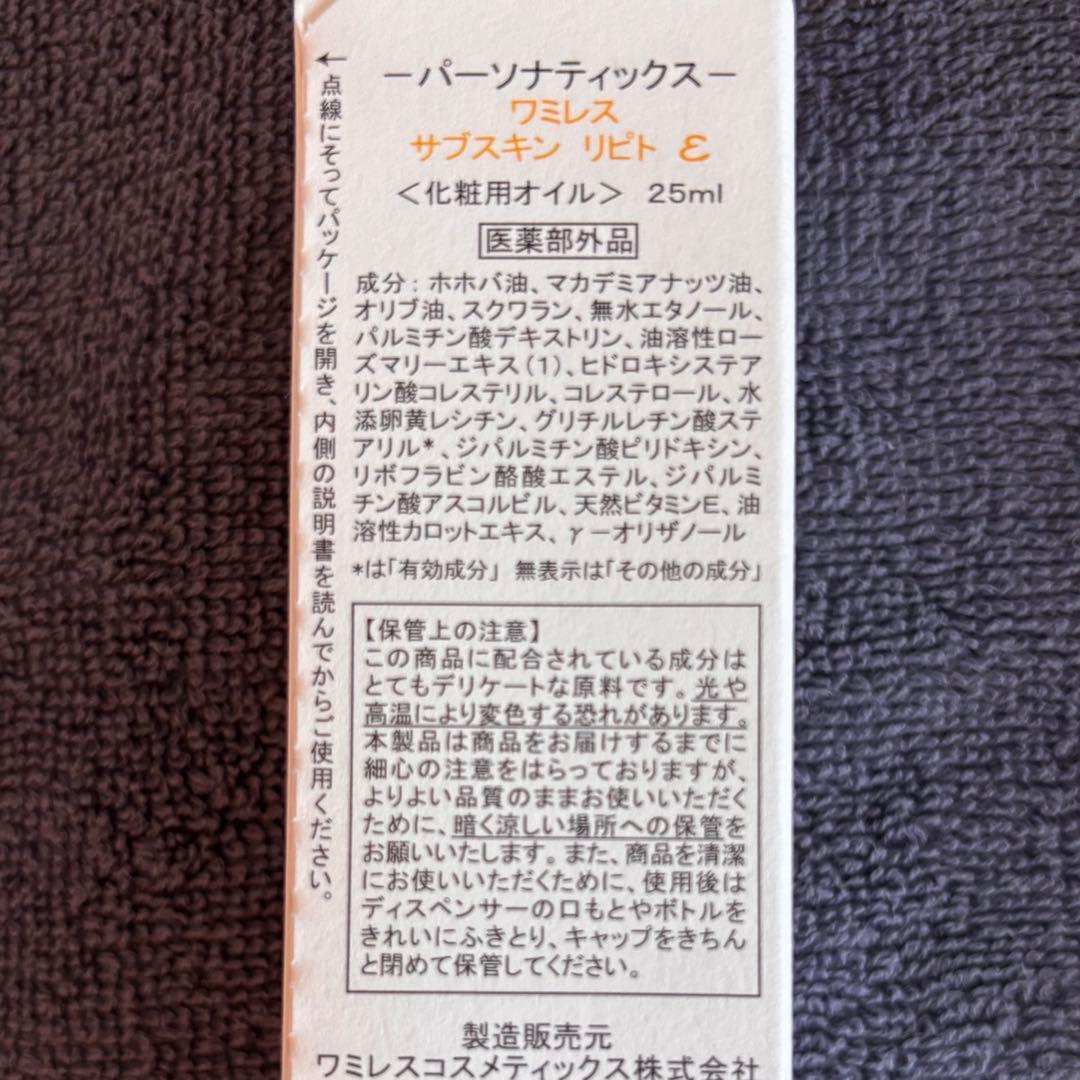 ←点線にそってパッケージを開き、内側の説明書を読んでからご使用ください。
−パーソナティックス−
ワミレス
サブスキン リピト ε
<化粧用オイル> 25ml
医薬部外品
成分：ホホバ油、マカデミアナッツ油、
オリブ油、スクワラン、無水エタノール、
パルミチン酸デキストリン、油溶性ロー
ズマリーエキス（1）、ヒドロキシステア
リン酸コレステリル、コレステロール、水
添卵黄レシチン、グリチルレチン酸ステ
アリル*、ジパルミチン酸ピリドキシン、
リボフラビン酪酸エステル、ジパルミ
チン酸アスコルビル、天然ビタミンE、油
溶性カロットエキス、γ−オリザノール
*は「有効成分」 無表示は「その他の成分」
【保管上の注意】
この商品に配合されている成分は
とてもデリケートな原料です。光や
高温により変色する恐れがあります。
本製品は商品をお届けするまでに
細心の注意をはらっておりますが、
よりよい品質のままお使いいただく
ために、暗く涼しい場所への保管を
お願いいたします。また、商品を清潔
にお使いいただくために、使用後は
ディスペンサーの口もとやボトルを
きれいにふきとり、キャップをきちん
と閉めて保管してください。
製造販売元
ワミレスコスメティックス株式会社